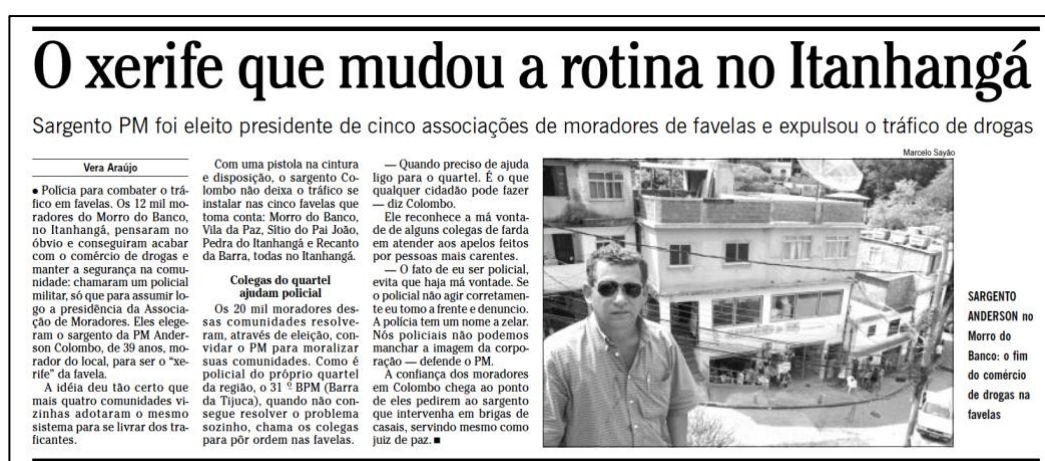 O xerife que mudou a rotina no Itanhangá
Sargento PM foi eleito presidente de cinco associações de moradores de favelas e expulsou o tráfico de drogas
Vera Araújo
● Polícia para combater o trá-
fico em favelas. Os 12 mil mo-
radores do Morro do Banco,
no Itanhangá, pensaram no
óbvio e conseguiram acabar
com o comércio de drogas e
manter a segurança na comu-
nidade: chamaram um policial
militar, só que para assumir lo-
go a presidência da Associa-
ção de Moradores. Eles elege-
ram o sargento da PM Ander-
son Colombo, de 39 anos, mo-
rador do local, para ser o “xe-
rife” da favela.
A idéia deu tão certo que
mais quatro comunidades vi-
zinhas adotaram o mesmo
sistema para se livrar dos tra-
ficantes.
Com uma pistola na cintura
e disposição, o sargento Co-
lombo não deixa o tráfico se
instalar nas cinco favelas que
toma conta: Morro do Banco,
Vila da Paz, Sítio do Pai João,
Pedra do Itanhangá e Recanto
da Barra, todas no Itanhangá.
Colegas do quartel
ajudam policial
Os 20 mil moradores des-
sas comunidades resolve-
ram, através de eleição, con-
vidar o PM para moralizar
suas comunidades. Como é
policial do próprio quartel
da região, o 31 º BPM (Barra
da Tijuca), quando não con-
segue resolver o problema
sozinho, chama os colegas
para pôr ordem nas favelas.
— Quando preciso de ajuda
ligo para o quartel. É o que
qualquer cidadão pode fazer
— diz Colombo.
Ele reconhece a má vonta-
de de alguns colegas de farda
em atender aos apelos feitos
por pessoas mais carentes.
— O fato de eu ser policial,
evita que haja má vontade. Se
o policial não agir corretamen-
te eu tomo a frente e denuncio.
A polícia tem um nome a zelar.
Nós policiais não podemos
manchar a imagem da corpo-
ração — defende o PM.
A confiança dos moradores
em Colombo chega ao ponto
de eles pedirem ao sargento
que intervenha em brigas de
casais, servindo mesmo como
juiz de paz. ■
Marcelo Sayão
SARGENTO
ANDERSON no
Morro do
Banco: o fim
do comércio
de drogas na
favelas